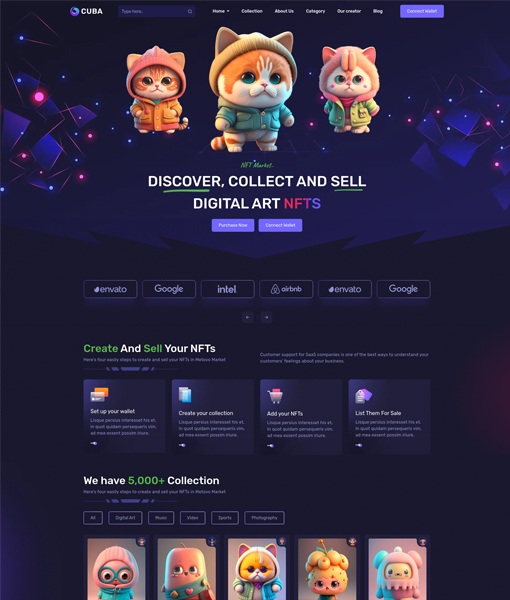 CUBA
Type here..
Home
Collection
About Us
Category
Our creator
Blog
Connect Wallet
NFT Market..
DISCOVER, COLLECT AND SELL
DIGITAL ART NFTS
Purchase Now
Connect Wallet
envato
Google
intel
airbnb
envato
Google
Create And Sell Your NFTs
Here's four easily steps to create and sell your NFTs in Metoxo Market
Customer support for SaaS companies is one of the best ways to understand your
customers' feelings about your business.
Set up your wallet
Lisque persius interesset his et,
in quot quidam persequeris vim,
ad mea essent possim iriure.
Create your collection
Lisque persius interesset his et,
in quot quidam persequeris vim,
ad mea essent possim iriure.
Add your NFTs
Lisque persius interesset his et,
in quot quidam persequeris vim,
ad mea essent possim iriure.
List Them For Sale
Lisque persius interesset his et,
in quot quidam persequeris vim,
ad mea essent possim iriure.
We have 5,000+ Collection
Here's four easily steps to create and sell your NFTs in Metoxo Market
All
Digital Art
Music
Video
Sports
Photography